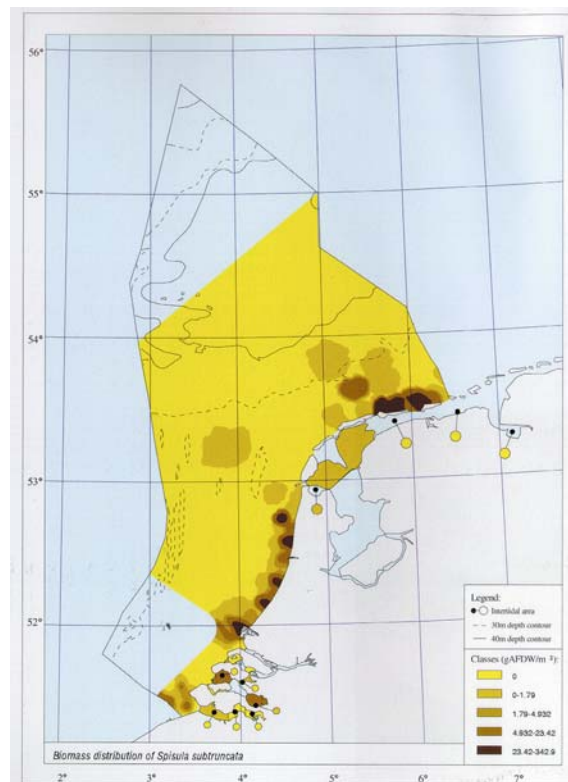 56°
55°
54°
53°
52°
Legend:
Intertidal area
30m depth contour
40m depth contour
Classes (gAFDW/m²):
0
0-1.79
1.79-4.932
4.932-23.42
23.42-342.9
Biomass distribution of Spisula subtruncata
2° 3° 4° 5° 6° 7°